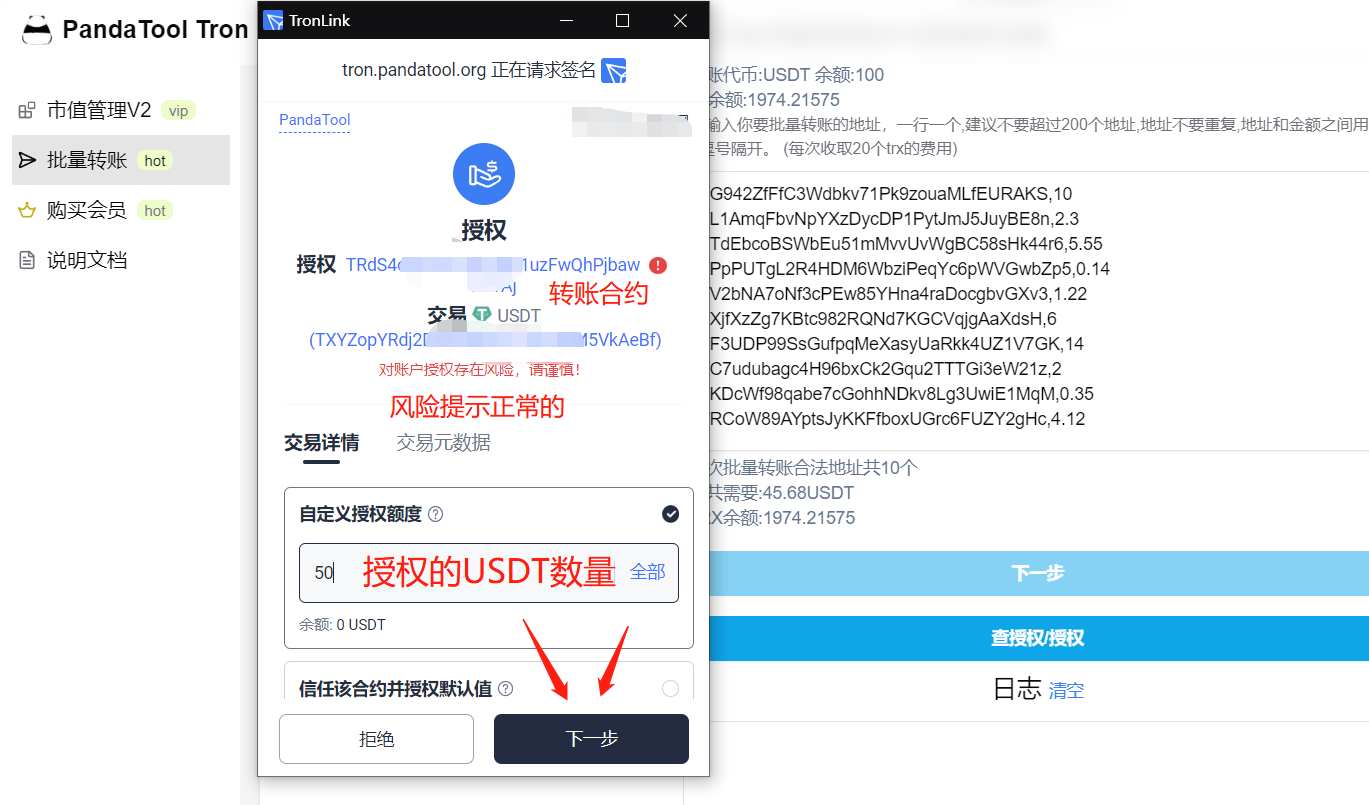 PandaTool Tron
市值管理V2 vip
批量转账 hot
购买会员 hot
说明文档
TronLink
tron.pandatool.org 正在请求签名
PandaTool
授权
授权 TRdS4 1uzFwQhPjbaw
转账合约
交易 USDT
(TXYZopYRdj2 M5VkAeBf)
对账户授权存在风险，请谨慎！
风险提示正常的
交易详情 交易元数据
自定义授权额度
50 授权的USDT数量 全部
余额: 0 USDT
信任该合约并授权默认值
拒绝 下一步
账代币:USDT 余额:100
余额:1974.21575
输入你要批量转账的地址，一行一个,建议不要超过200个地址,地址不要重复,地址和金额之间用
逗号隔开。 (每次收取20个trx的费用)
G942ZfFfC3Wdbkv71Pk9zouaMLfEURAKS,10
L1AmqFbvNpYXzDycDP1PytJmJ5JuyBE8n,2.3
TdEbcoBSWbEu51mMvvUvWgBC58sHk44r6,5.55
PpPUTgL2R4HDM6WbziPeqYc6pWVGwbZp5,0.14
V2bNA7oNf3cPEw85YHna4raDocgbvGXv3,1.22
XjfXzZg7KBtc982RQNd7KGCVqjgAaXdsH,6
F3UDP99SsGufpqMeXasyUaRkk4UZ1V7GK,14
C7udubagc4H96bxCk2Gqu2TTTGi3eW21z,2
KDcWf98qabe7cGohhNDkv8Lg3UwiE1MqM,0.35
RCoW89AYptsJyKKFfboxUGrc6FUZY2gHc,4.12
次批量转账合法地址共10个
共需要:45.68USDT
X余额:1974.21575
下一步
查授权/授权
日志 清空